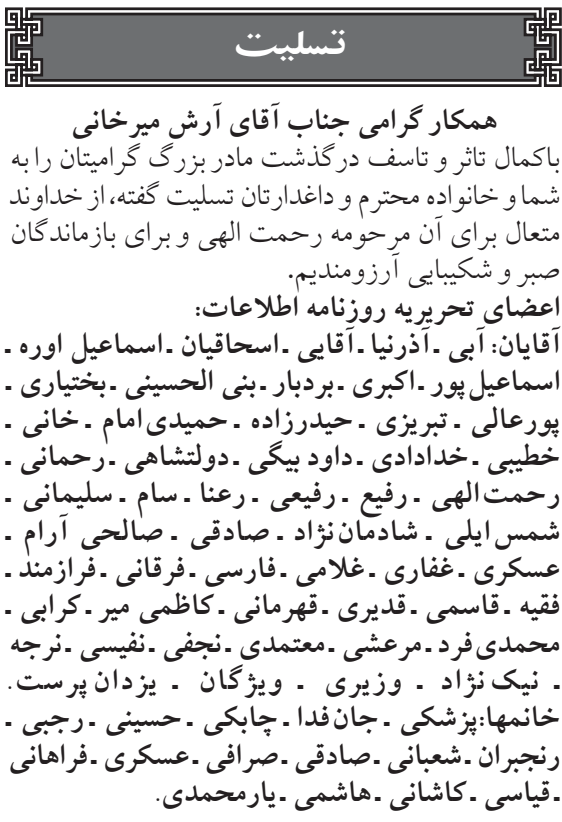 تسلیت
همکار گرامی جناب آقای آرش میرخانی
باکمال تاثر و تاسف درگذشت مادر بزرگ گرامیتان را به
شما و خانواده محترم و داغدارتان تسلیت گفته، از خداوند
متعال برای آن مرحومه رحمت الهی و برای بازماندگان
صبر و شکیبایی آرزومندیم.
اعضای تحریریه روزنامه اطلاعات:
آقایان: آبی ـ آذرنیا ـ آقایی ـ اسحاقیان ـ اسماعیل اوره ـ
اسماعیل پور ـ اکبری ـ بردبار ـ بنی الحسینی ـ بختیاری ـ
پورعالی ـ تبریزی ـ حیدرزاده ـ حمیدی امام ـ خانی ـ
خطیبی ـ خدادادی ـ داود بیگی ـ دولتشاهی ـ رحمانی ـ
رحمت الهی ـ رفیع ـ رفیعی ـ رعنا ـ سام ـ سلیمانی ـ
شمس ایلی ـ شادمان نژاد ـ صادقی ـ صالحی آرام ـ
عسکری ـ غفاری ـ غلامی ـ فارسی ـ فرقانی ـ فرازمند ـ
فقیه ـ قاسمی ـ قدیری ـ قهرمانی ـ کاظمی میر ـ کرابی ـ
محمدی فرد ـ مرعشی ـ معتمدی ـ نجفی ـ نفیسی ـ نرجه
ـ نیک نژاد ـ وزیری ـ ویژگان ـ یزدان پرست.
خانمها: پزشکی ـ جان فدا ـ چابکی ـ حسینی ـ رجبی ـ
رنجبران ـ شعبانی ـ صادقی ـ صرافی ـ عسکری ـ فراهانی
ـ قیاسی ـ کاشانی ـ هاشمی ـ یارمحمدی.